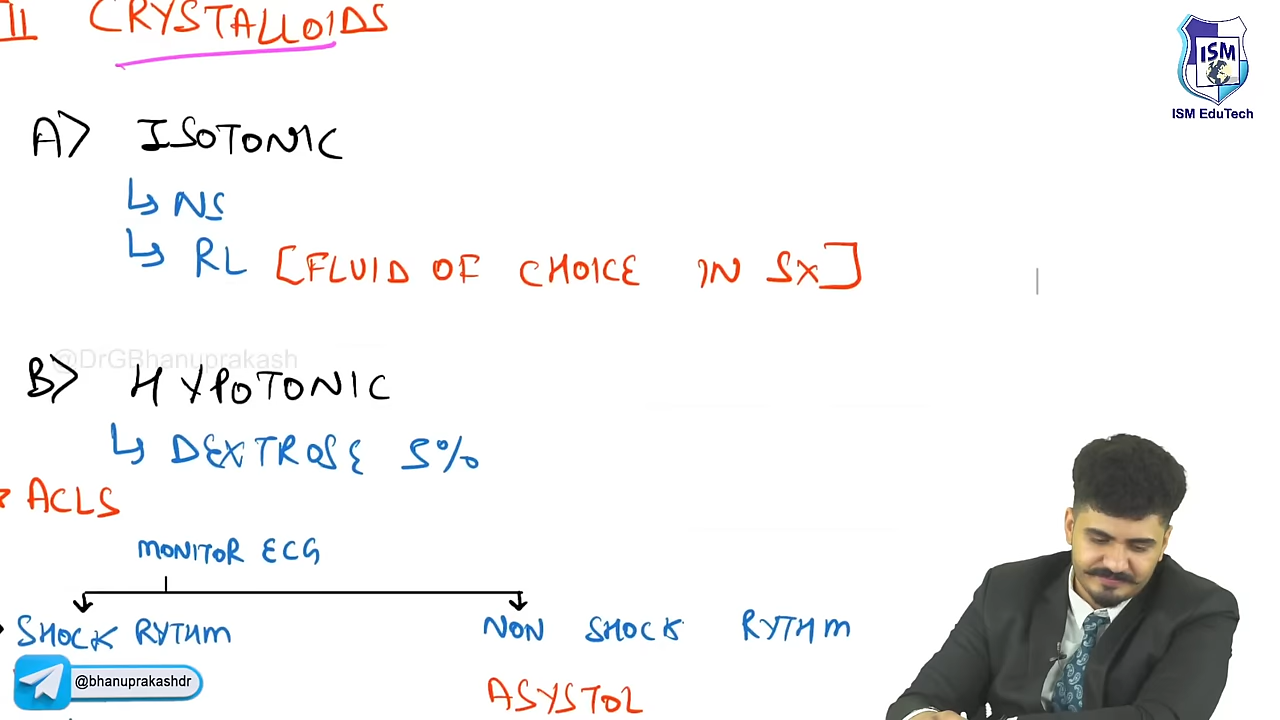 II CRYSTALLOIDS
ISM
ISM EduTech
A> ISOTONIC
↳ NS
↳ RL [FLUID OF CHOICE IN SX]
@DrGBhanuprakash
B> HYPOTONIC
↳ DEXTROSE 5%
ACLS
MONITOR ECG
SHOCK RYTHM
NON SHOCK RYTHM
@bhanuprakashdr
ASYSTOL